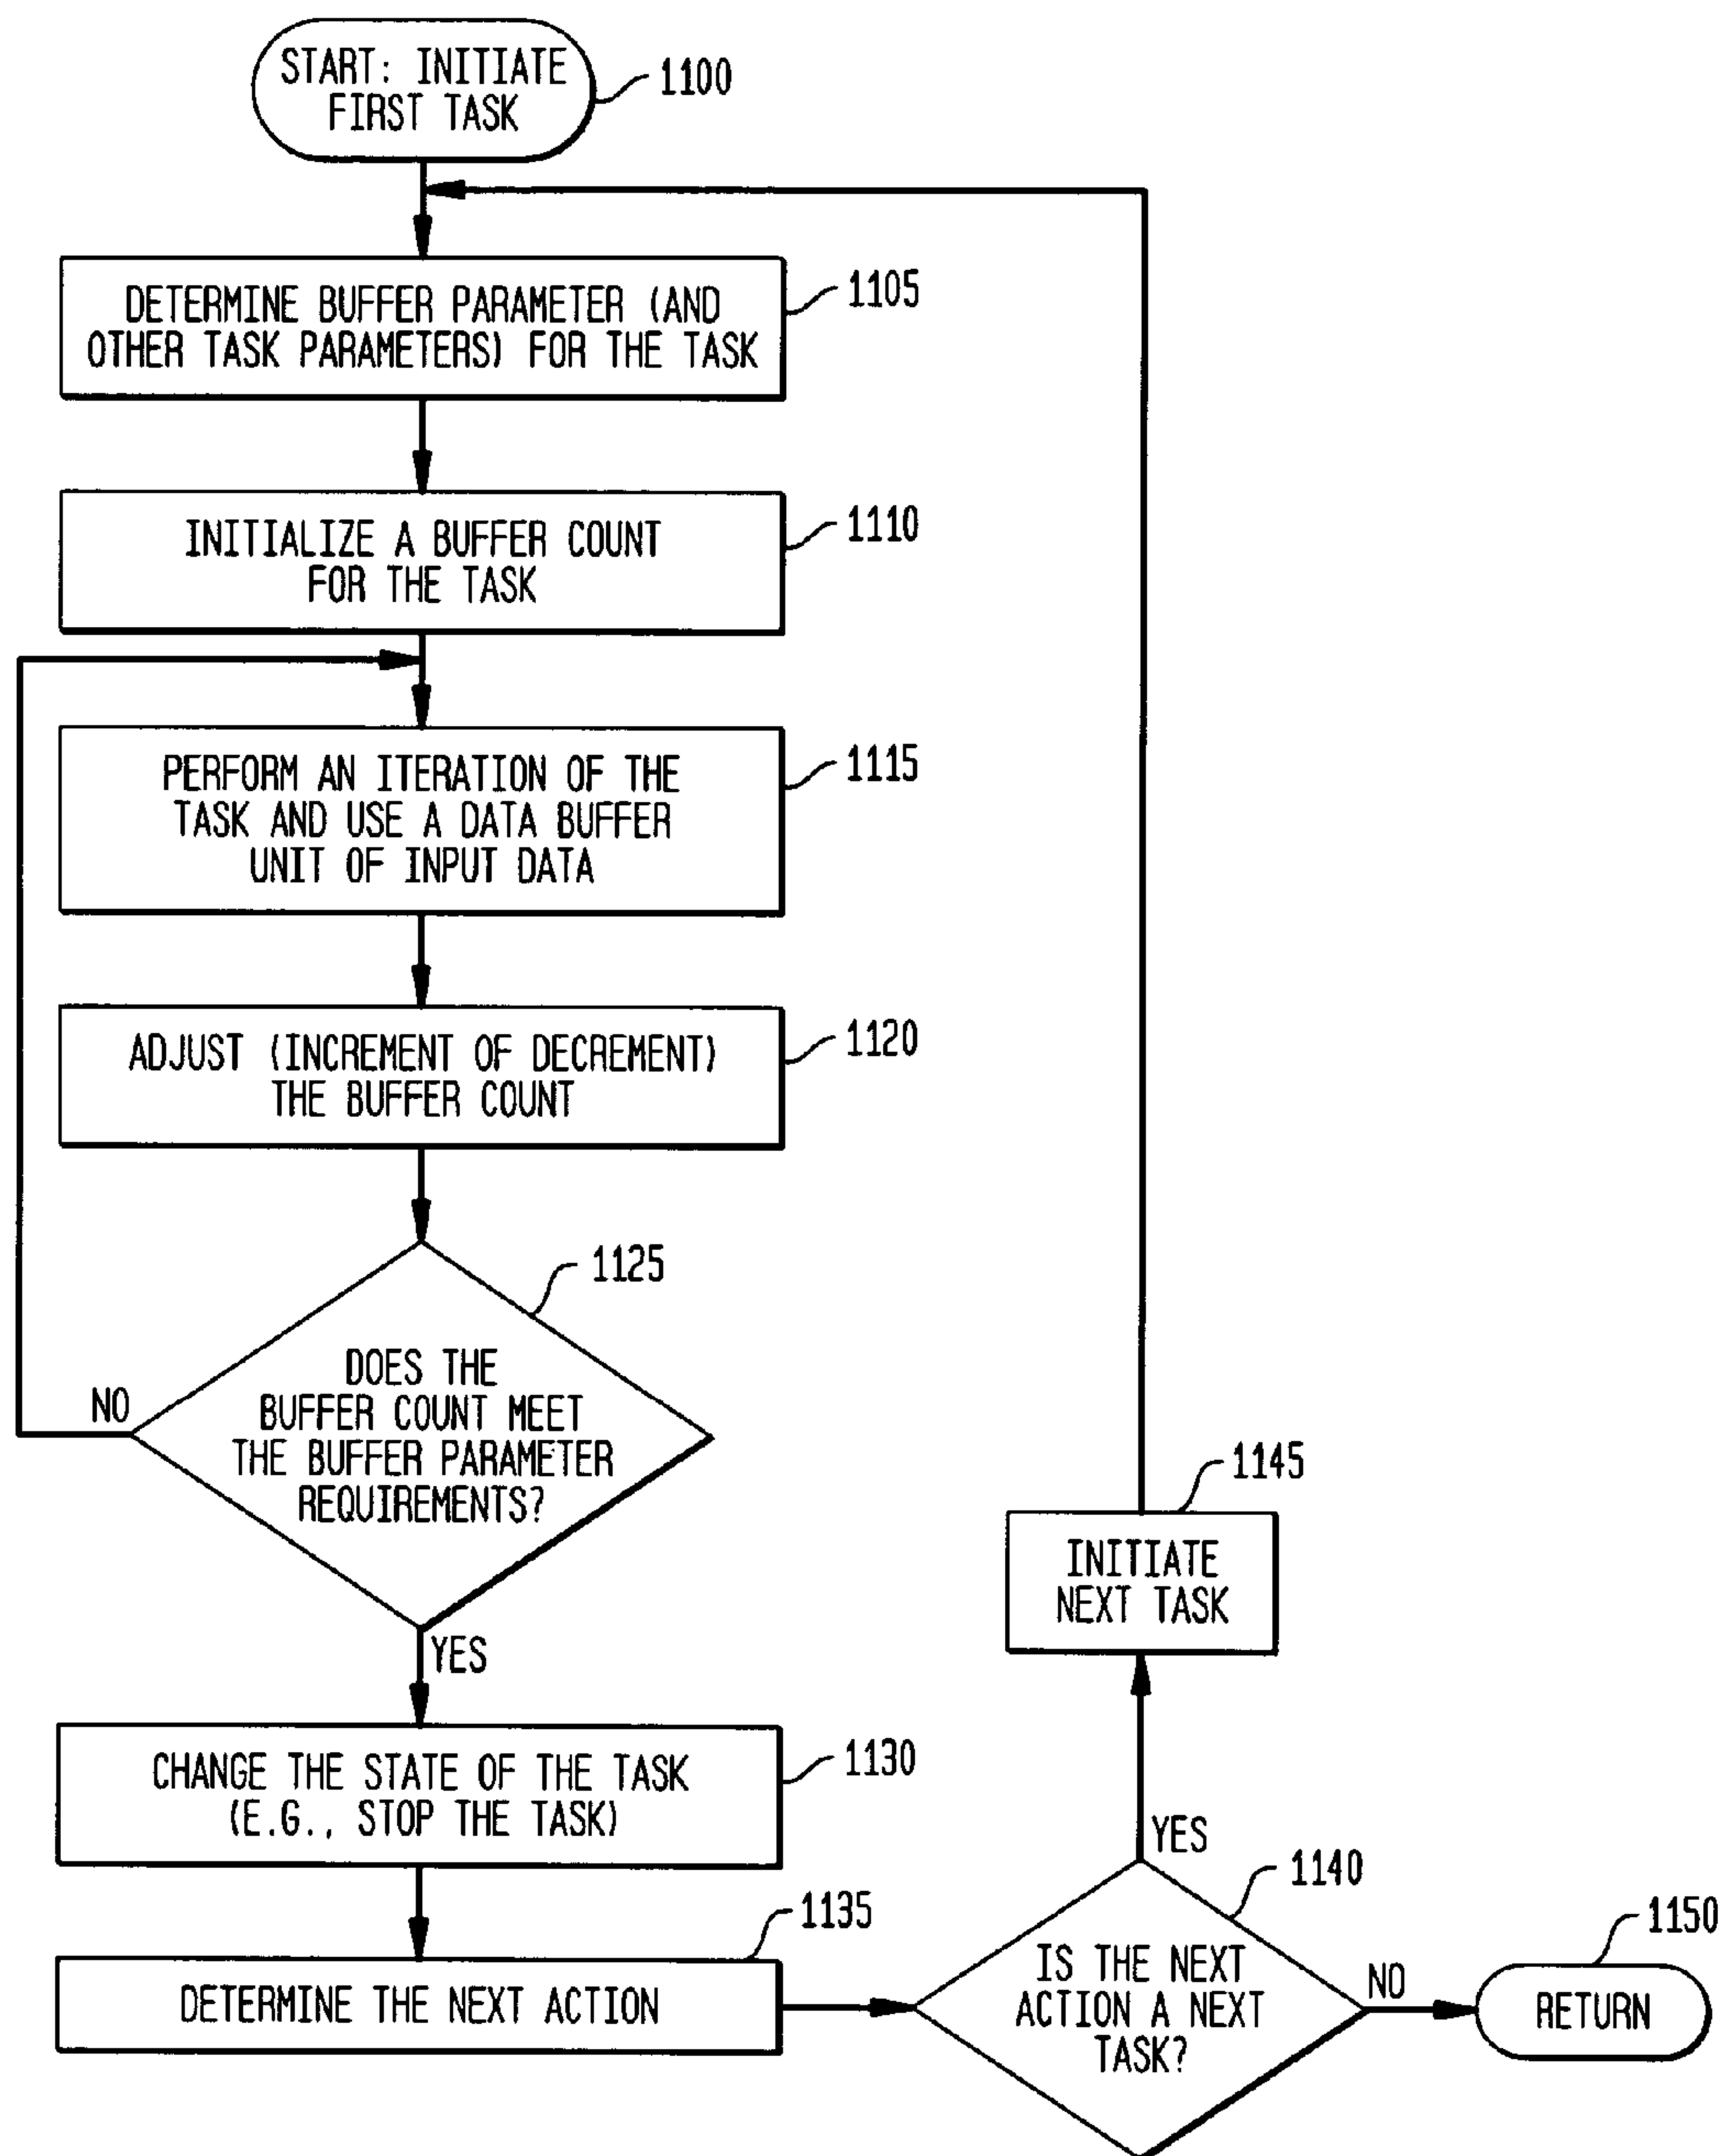 START: INITIATE
FIRST TASK
1100
DETERMINE BUFFER PARAMETER (AND
OTHER TASK PARAMETERS) FOR THE TASK
1105
INITIALIZE A BUFFER COUNT
FOR THE TASK
1110
PERFORM AN ITERATION OF THE
TASK AND USE A DATA BUFFER
UNIT OF INPUT DATA
1115
ADJUST (INCREMENT OF DECREMENT)
THE BUFFER COUNT
1120
1125
DOES THE
BUFFER COUNT MEET
THE BUFFER PARAMETER
REQUIREMENTS?
NO
YES
CHANGE THE STATE OF THE TASK
(E.G., STOP THE TASK)
1130
1135
DETERMINE THE NEXT ACTION
1140
IS THE NEXT
ACTION A NEXT
TASK?
YES
1145
INITIATE
NEXT TASK
NO
1150
RETURN